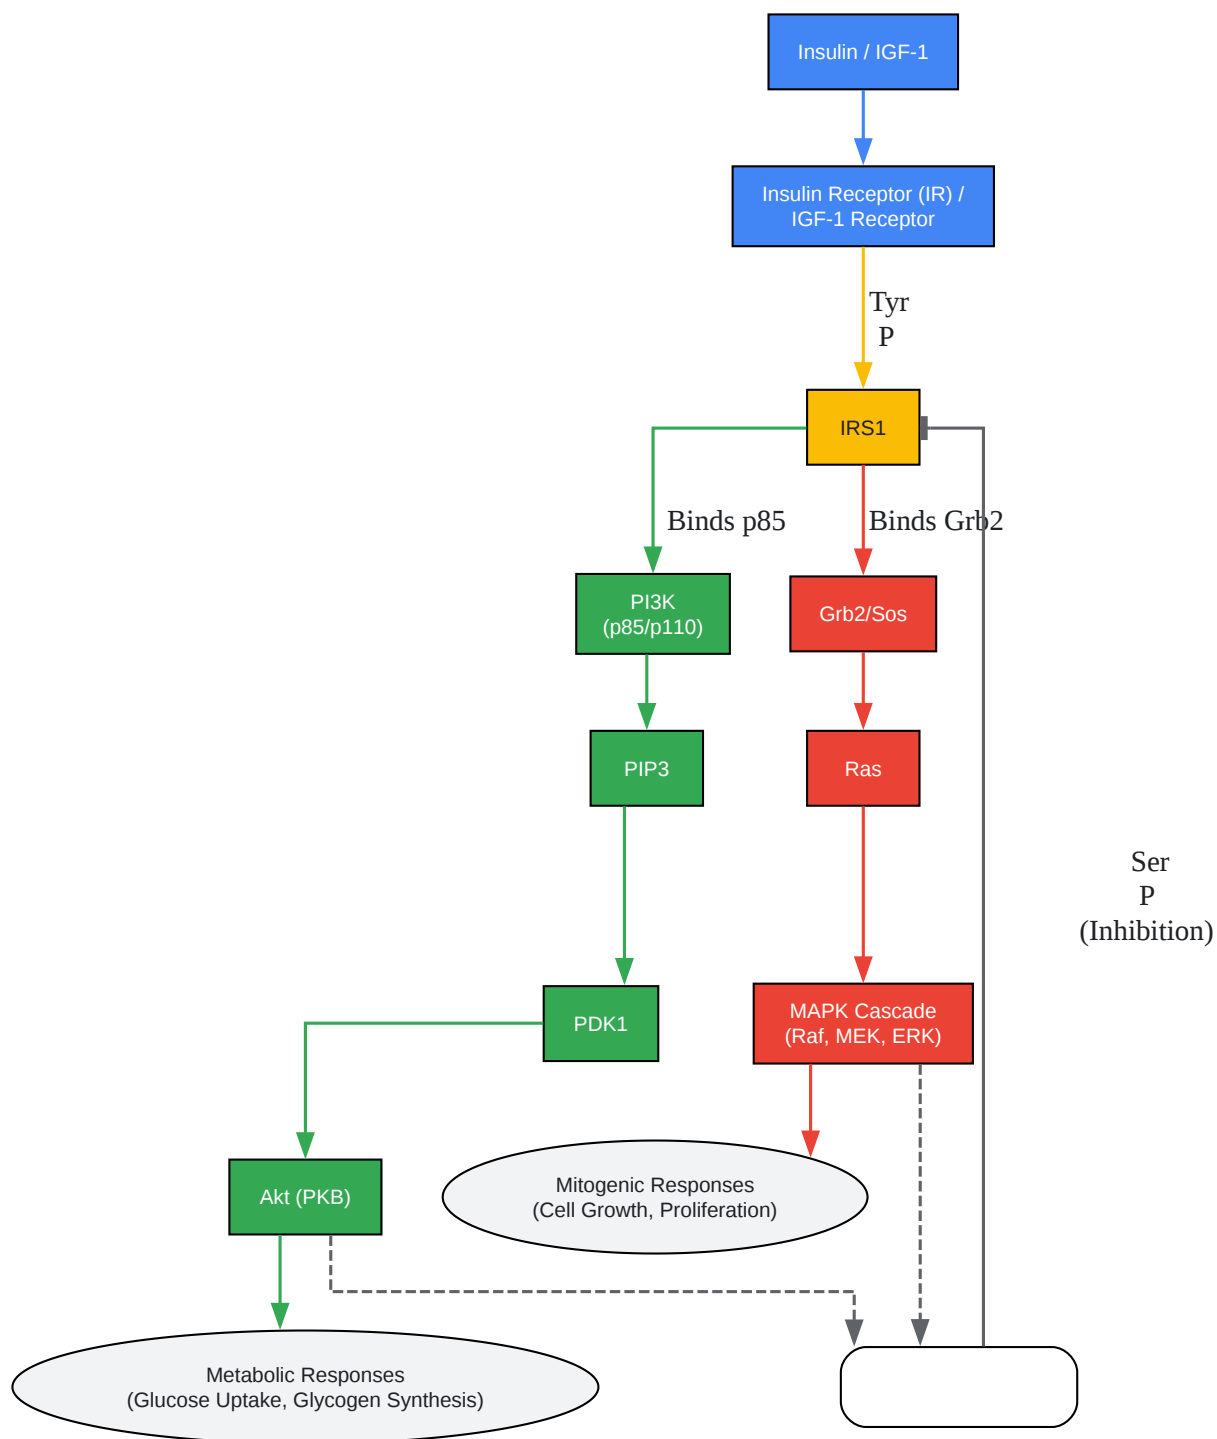 Insulin / IGF-1
Insulin Receptor (IR) /
IGF-1 Receptor
Tyr
P
IRS1
Binds p85
Binds Grb2
PI3K
(p85/p110)
Grb2/Sos
PIP3
Ras
Ser
P
(Inhibition)
PDK1
MAPK Cascade
(Raf, MEK, ERK)
Akt (PKB)
Mitogenic Responses
(Cell Growth, Proliferation)
Metabolic Responses
(Glucose Uptake, Glycogen Synthesis)